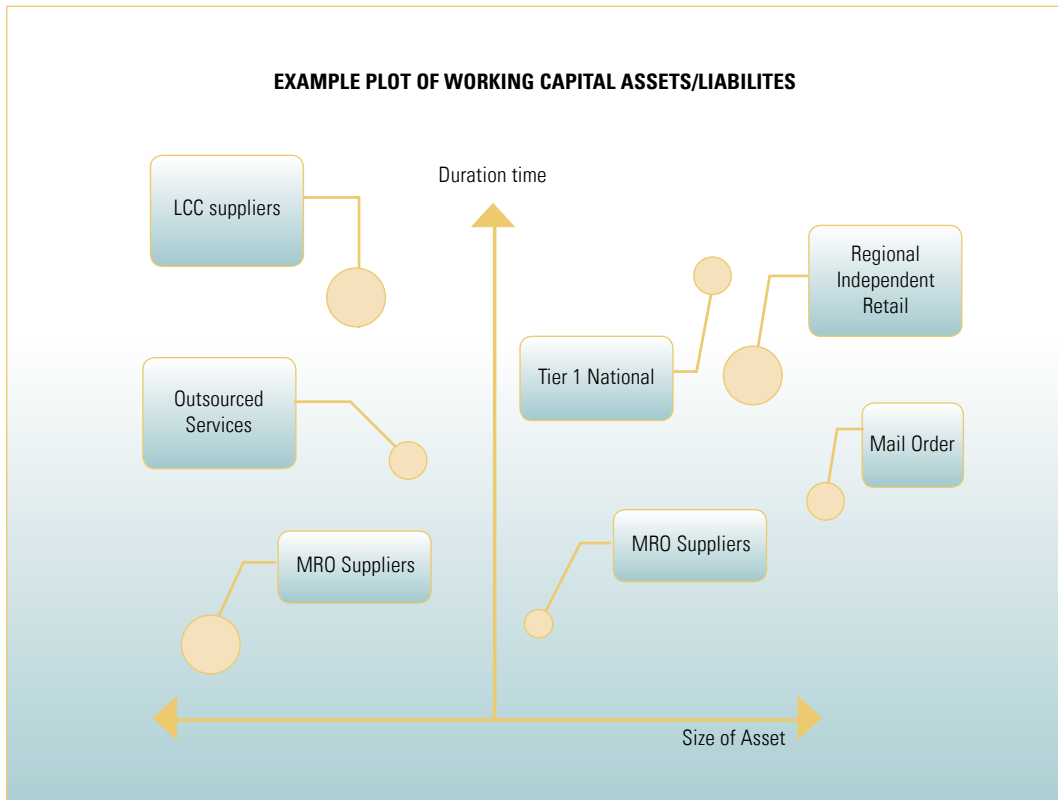 EXAMPLE PLOT OF WORKING CAPITAL ASSETS/LIABILITES
Duration time
LCC suppliers
Regional
Independent
Retail
Tier 1 National
Outsourced
Services
Mail Order
MRO Suppliers
MRO Suppliers
Size of Asset